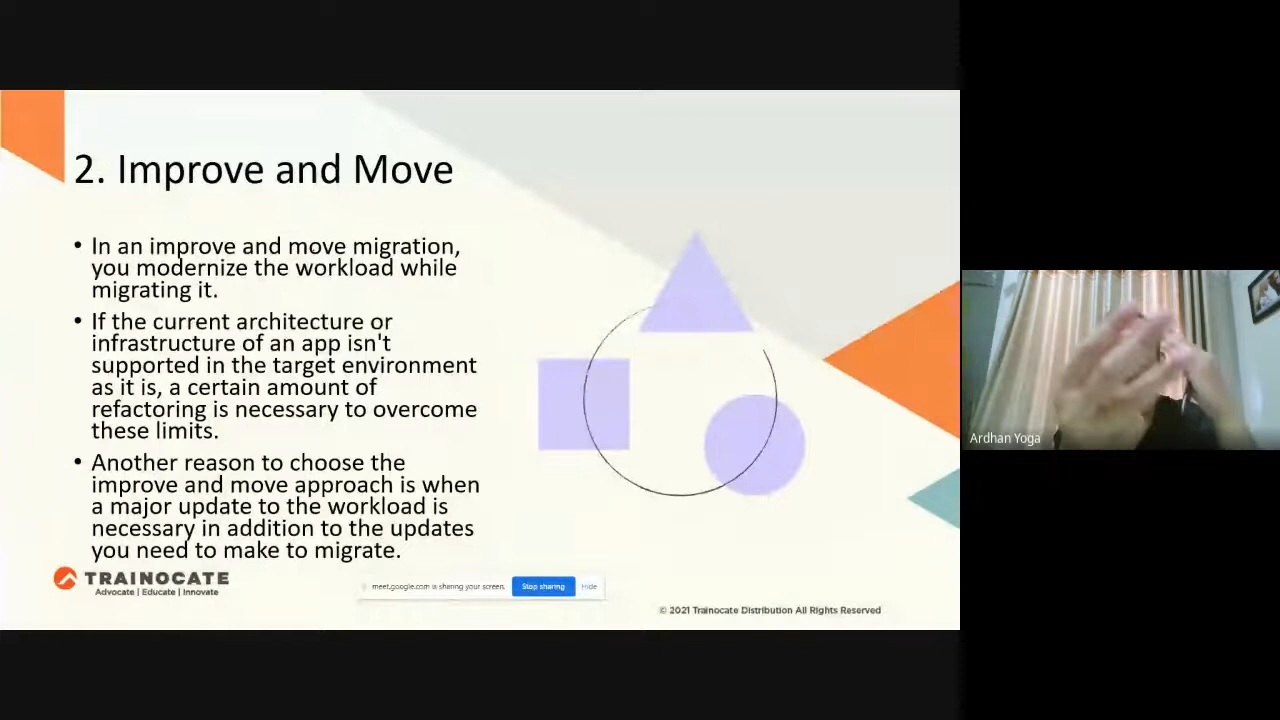 2. Improve and Move
• In an improve and move migration,
you modernize the workload while
migrating it.
• If the current architecture or
infrastructure of an app isn't
supported in the target environment
as it is, a certain amount of
refactoring is necessary to overcome
these limits.
• Another reason to choose the
improve and move approach is when
a major update to the workload is
necessary in addition to the updates
you need to make to migrate.
TRAINOCATE
Advocate | Educate | Innovate
meet.google.com is sharing your screen.
Stop sharing
Hide
© 2021 Trainocate Distribution All Rights Reserved
Ardhan Yoga